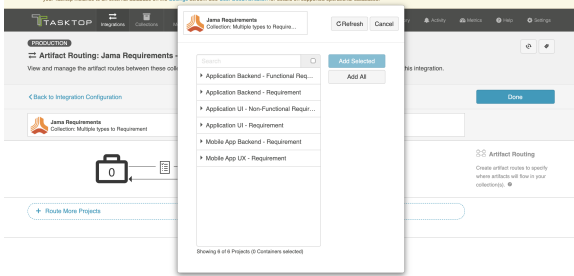 Jama Requirements
Collection: Multiple types to Require...
Refresh
Cancel
TASKTOP
Integrations
Collections
Activity
Metrics
Help
Settings
PRODUCTION
Artifact Routing: Jama Requirements -
View and manage the artifact routes between these colle
this integration.
Search
Add Selected
Add All
Application Backend - Functional Req...
Application Backend - Requirement
Application UI - Non-Functional Requir...
Application UI - Requirement
Mobile App Backend - Requirement
Mobile App UX - Requirement
Back to Integration Configuration
Done
Jama Requirements
Collection: Multiple types to Requirement
0
Artifact Routing
Create artifact routes to specify
where artifacts will flow in your
collection(s).
+ Route More Projects
Showing 6 of 6 Projects (0 Containers selected)